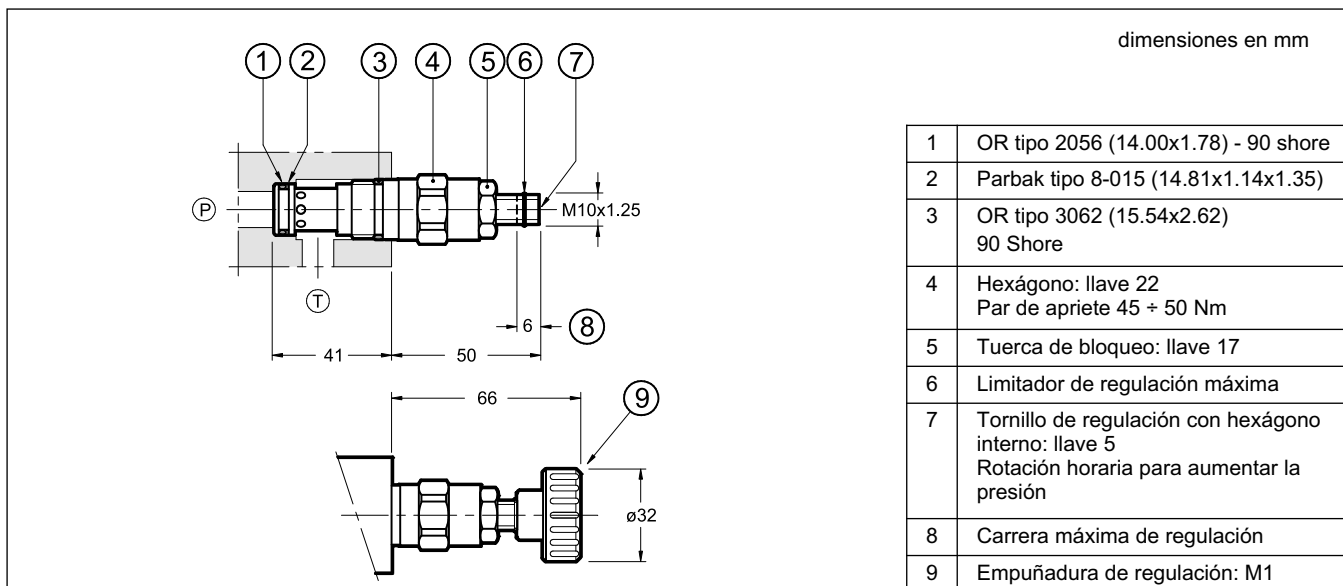 dimensiones en mm
1 2 3 4 5 6 7
P
M10x1.25
T
6 8
41 50
66 9
ø32
1 OR tipo 2056 (14.00x1.78) - 90 shore
2 Parbak tipo 8-015 (14.81x1.14x1.35)
3 OR tipo 3062 (15.54x2.62)
90 Shore
4 Hexágono: llave 22
Par de apriete 45 ÷ 50 Nm
5 Tuerca de bloqueo: llave 17
6 Limitador de regulación máxima
7 Tornillo de regulación con hexágono
interno: llave 5
Rotación horaria para aumentar la
presión
8 Carrera máxima de regulación
9 Empuñadura de regulación: M1